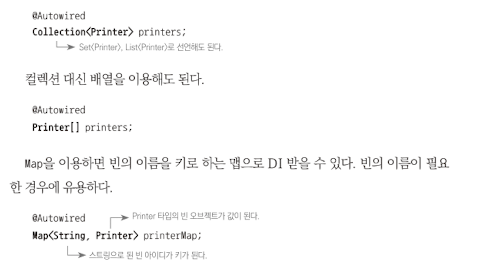 @Autowired
Collection<Printer> printers;
Set<Printer>, List<Printer>로 선언해도 된다.
컬렉션 대신 배열을 이용해도 된다.
@Autowired
Printer[] printers;
Map을 이용하면 빈의 이름을 키로 하는 맵으로 DI 받을 수 있다. 빈의 이름이 필요
한 경우에 유용하다.
@Autowired
Printer 타입의 빈 오브젝트가 값이 된다.
Map<String, Printer> printerMap;
스트링으로 된 빈 아이디가 키가 된다.